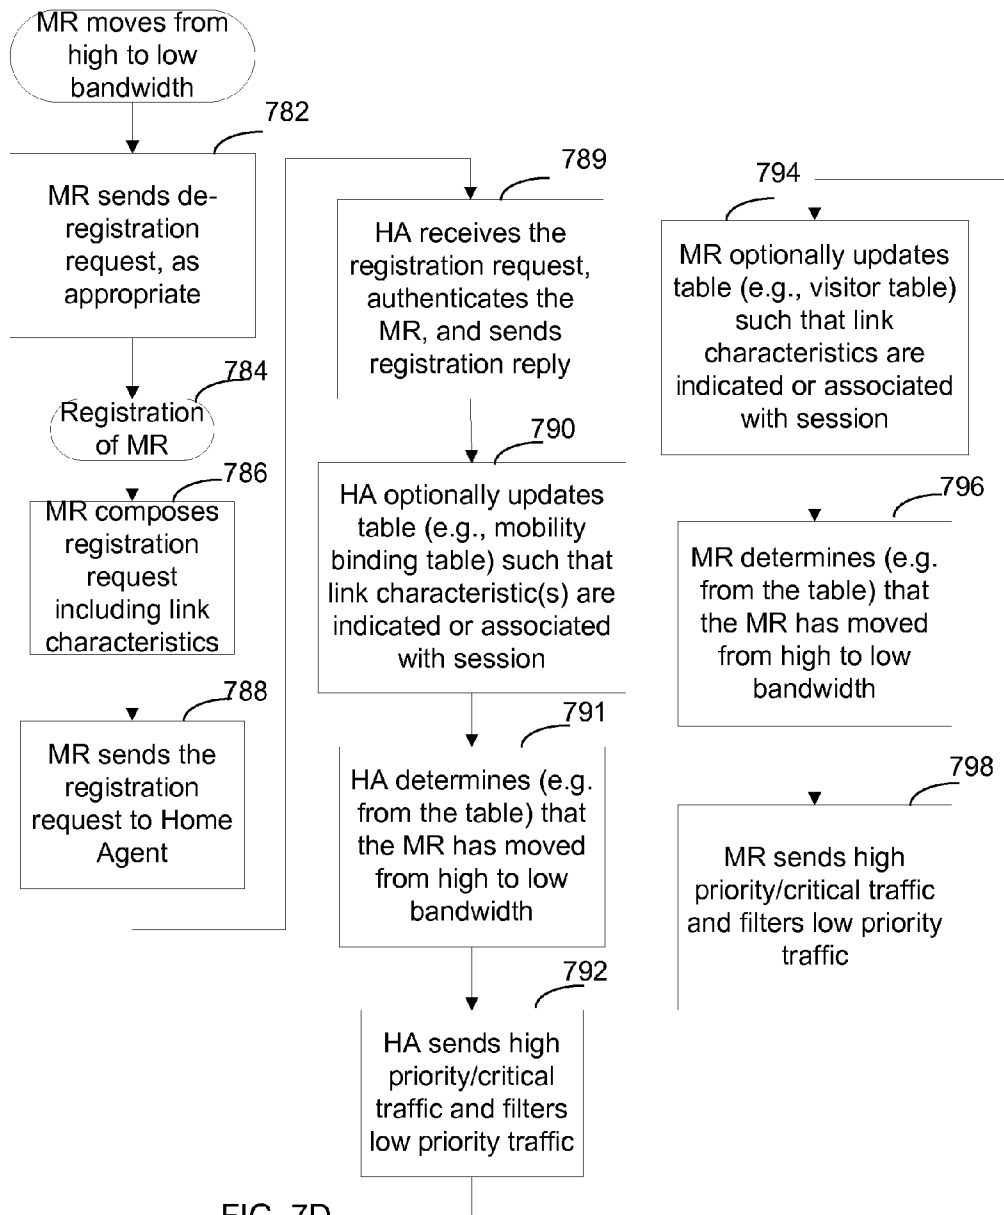 MR moves from
high to low
bandwidth
782
MR sends de-
registration
request, as
appropriate
784
Registration
of MR
786
MR composes
registration
request
including link
characteristics
788
MR sends the
registration
request to Home
Agent
789
HA receives the
registration request,
authenticates the
MR, and sends
registration reply
790
HA optionally updates
table (e.g., mobility
binding table) such that
link characteristic(s) are
indicated or associated
with session
791
HA determines (e.g.
from the table) that
the MR has moved
from high to low
bandwidth
792
HA sends high
priority/critical
traffic and filters
low priority traffic
794
MR optionally updates
table (e.g., visitor table)
such that link
characteristics are
indicated or associated
with session
796
MR determines (e.g.
from the table) that
the MR has moved
from high to low
bandwidth
798
MR sends high
priority/critical traffic
and filters low priority
traffic
FIG. 7D